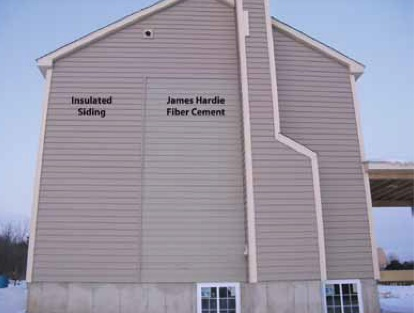 Insulated
Siding
James Hardie
Fiber Cement